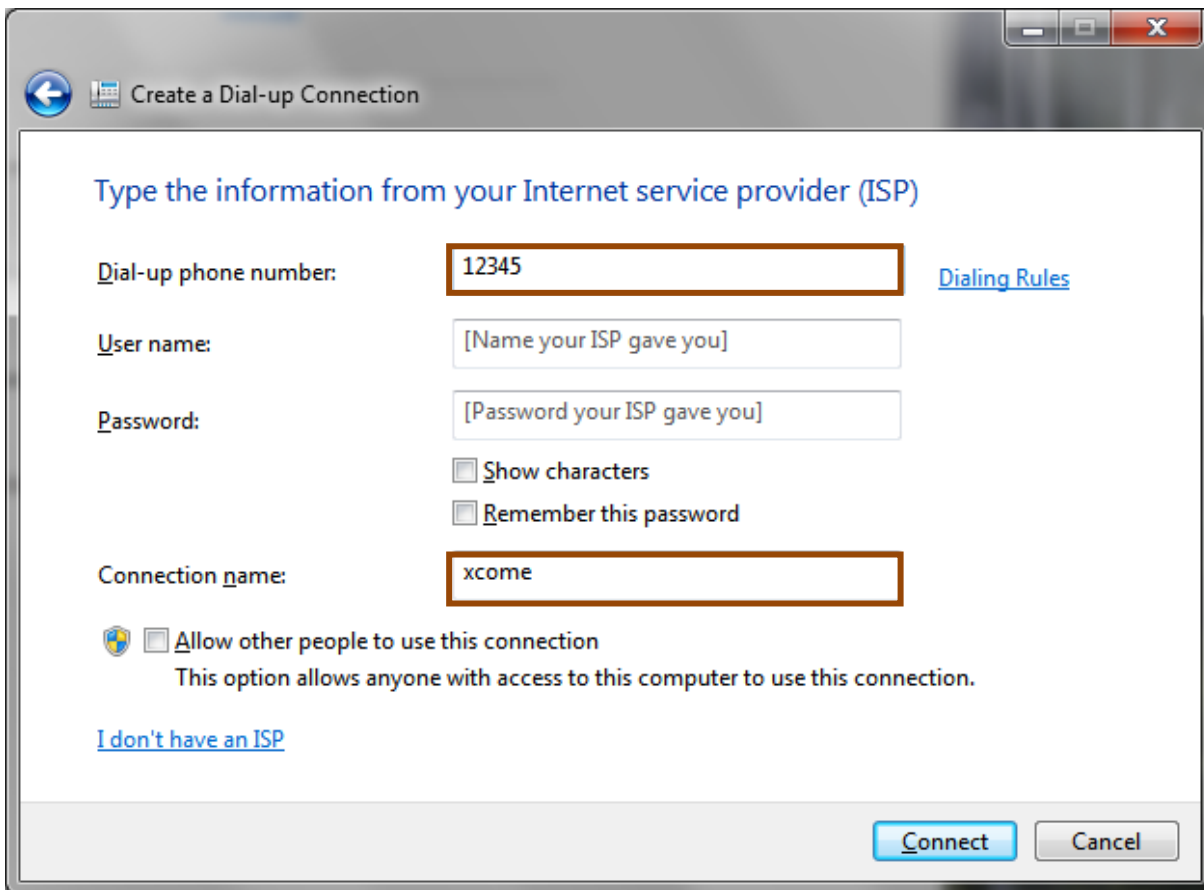 Create a Dial-up Connection
Type the information from your Internet service provider (ISP)
Dial-up phone number:
12345
Dialing Rules
User name:
[Name your ISP gave you]
Password:
[Password your ISP gave you]
Show characters
Remember this password
Connection name:
xcome
Allow other people to use this connection
This option allows anyone with access to this computer to use this connection.
I don't have an ISP
Connect
Cancel